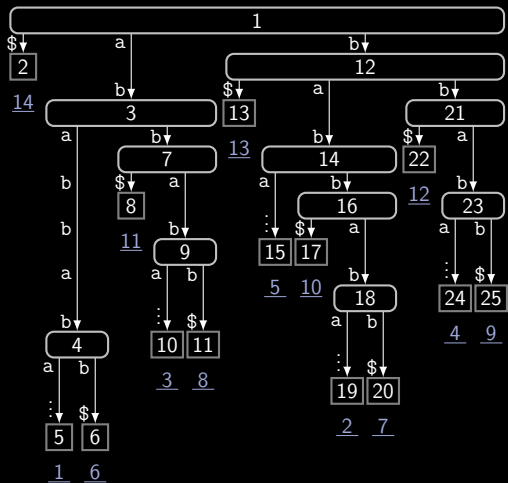 1
$ a b
2 b 12
14 3 $ a b
a b 13 b 21
7 13 14 $ a
b $ a a b 22
8 16 12 b
b 11 b : $ a 23
9 15 17 a b
a a b 5 10 b : $
b : $ 18 24 25
4 10 11 a b 4 9
a b 3 8 : $
: $ 19 20
5 6 2 7
1 6